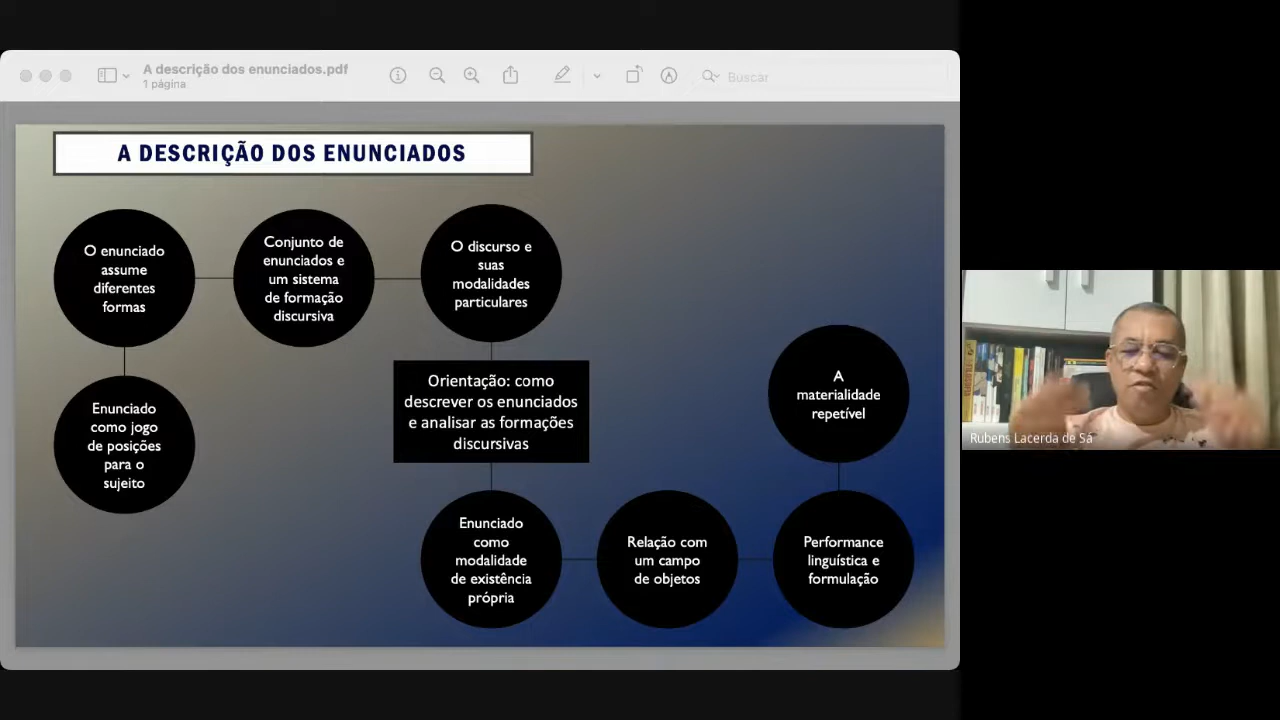 A descrição dos enunciados.pdf
1 página
Buscar
A DESCRIÇÃO DOS ENUNCIADOS
O enunciado
assume
diferentes
formas
Conjunto de
enunciados e
um sistema
de formação
discursiva
O discurso e
suas
modalidades
particulares
Enunciado
como jogo
de posições
para o
sujeito
Orientação: como
descrever os enunciados
e analisar as formações
discursivas
A
materialidade
repetível
Enunciado
como
modalidade
de existência
própria
Relação com
um campo
de objetos
Performance
linguística e
formulação
Rubens Lacerda de Sá